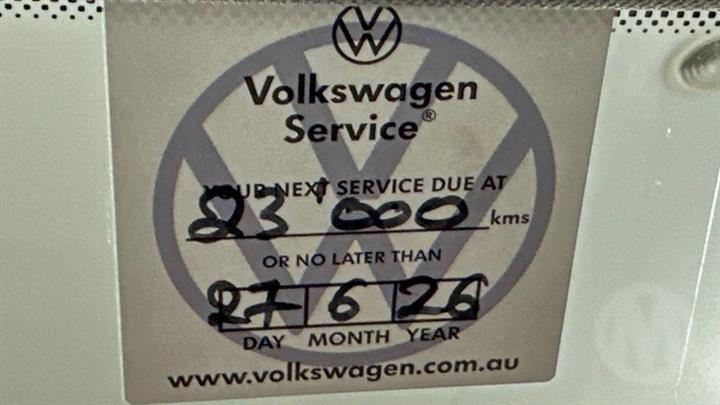 Volkswagen
Service®
YOUR NEXT SERVICE DUE AT
23'000 kms
OR NO LATER THAN
27 6 26
DAY MONTH YEAR
www.volkswagen.com.au